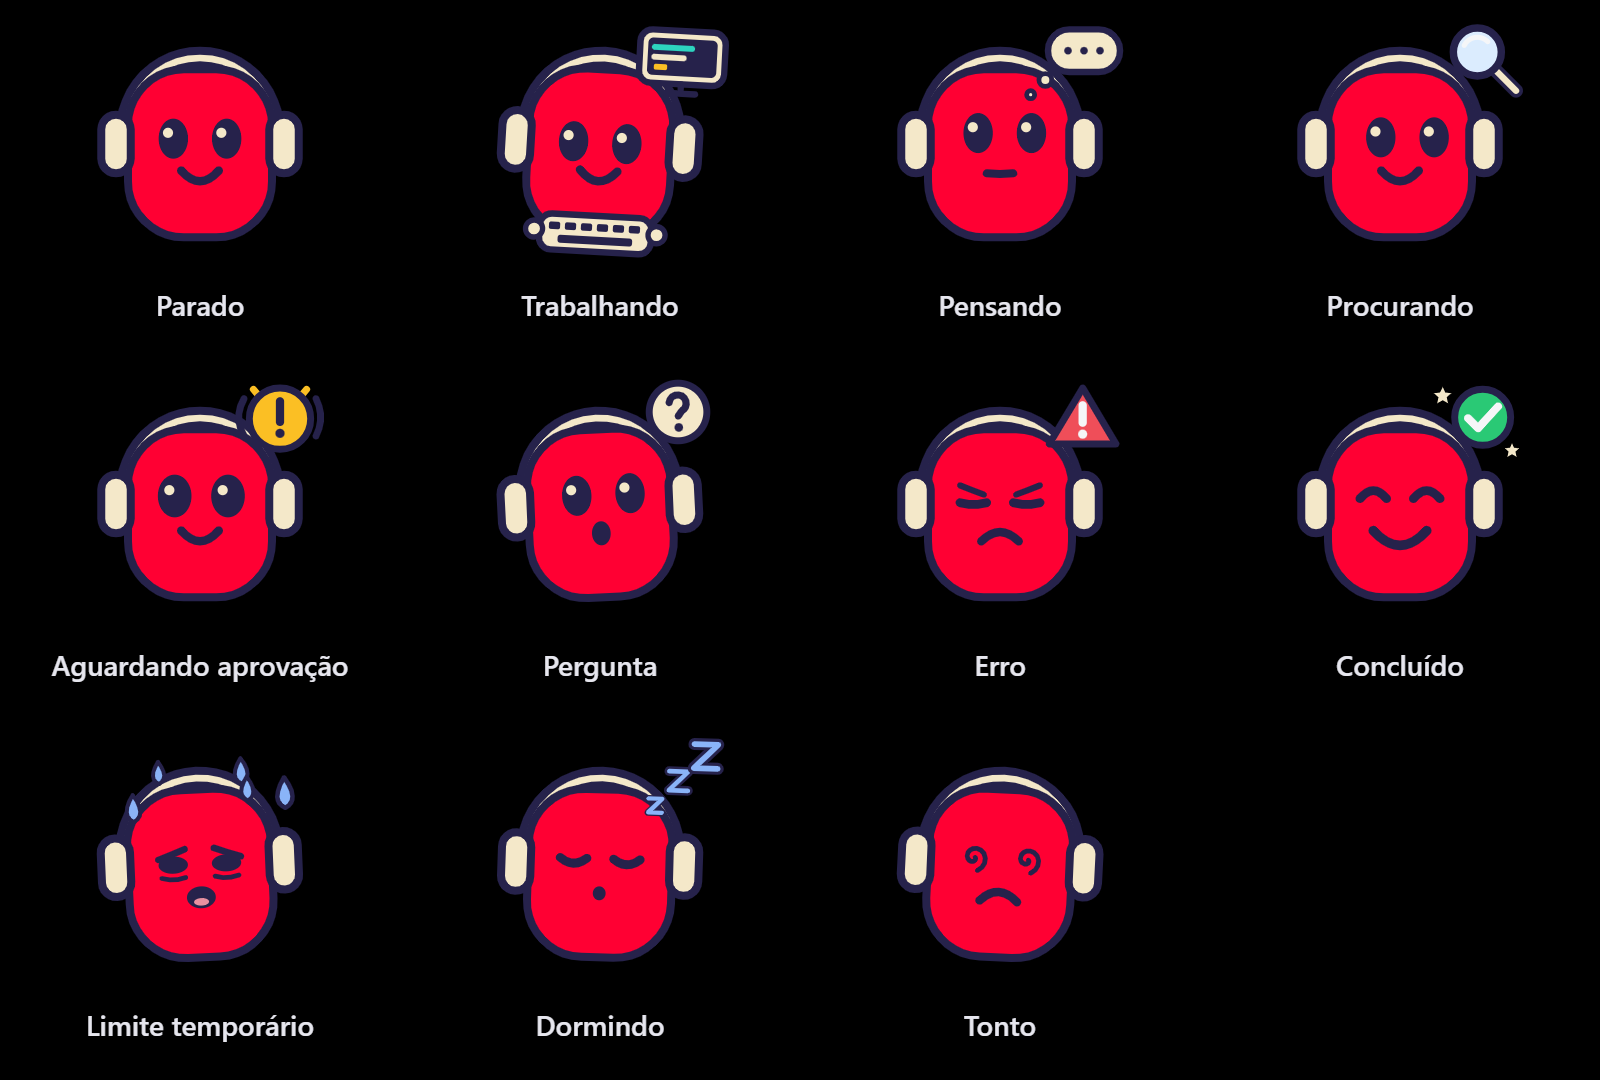 Parado
Trabalhando
Pensando
Procurando
Aguardando aprovação
Pergunta
Erro
Concluído
Limite temporário
Dormindo
Tonto